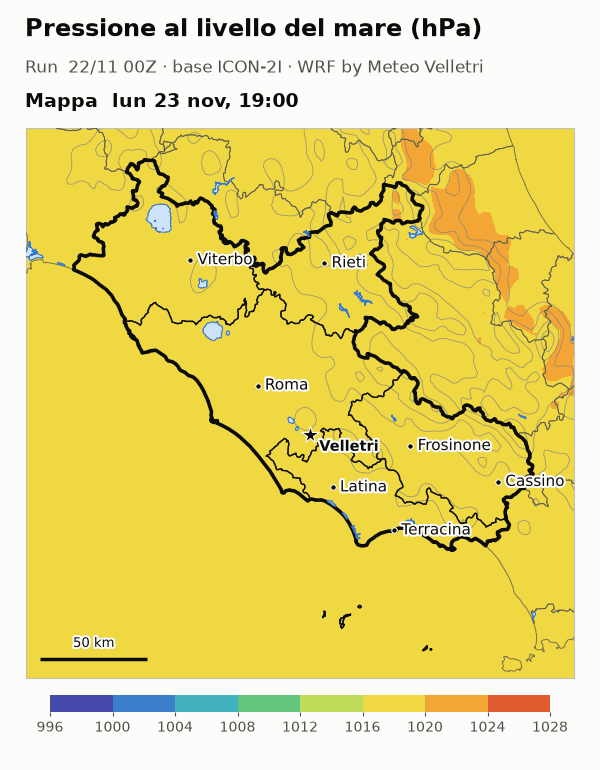 Pressione al livello del mare (hPa)
Run  22/11 00Z · base ICON-2I · WRF by Meteo Velletri
Mappa  lun 23 nov, 19:00
Viterbo
Rieti
Roma
Velletri
Frosinone
Latina
Cassino
Terracina
50 km
996 1000 1004 1008 1012 1016 1020 1024 1028